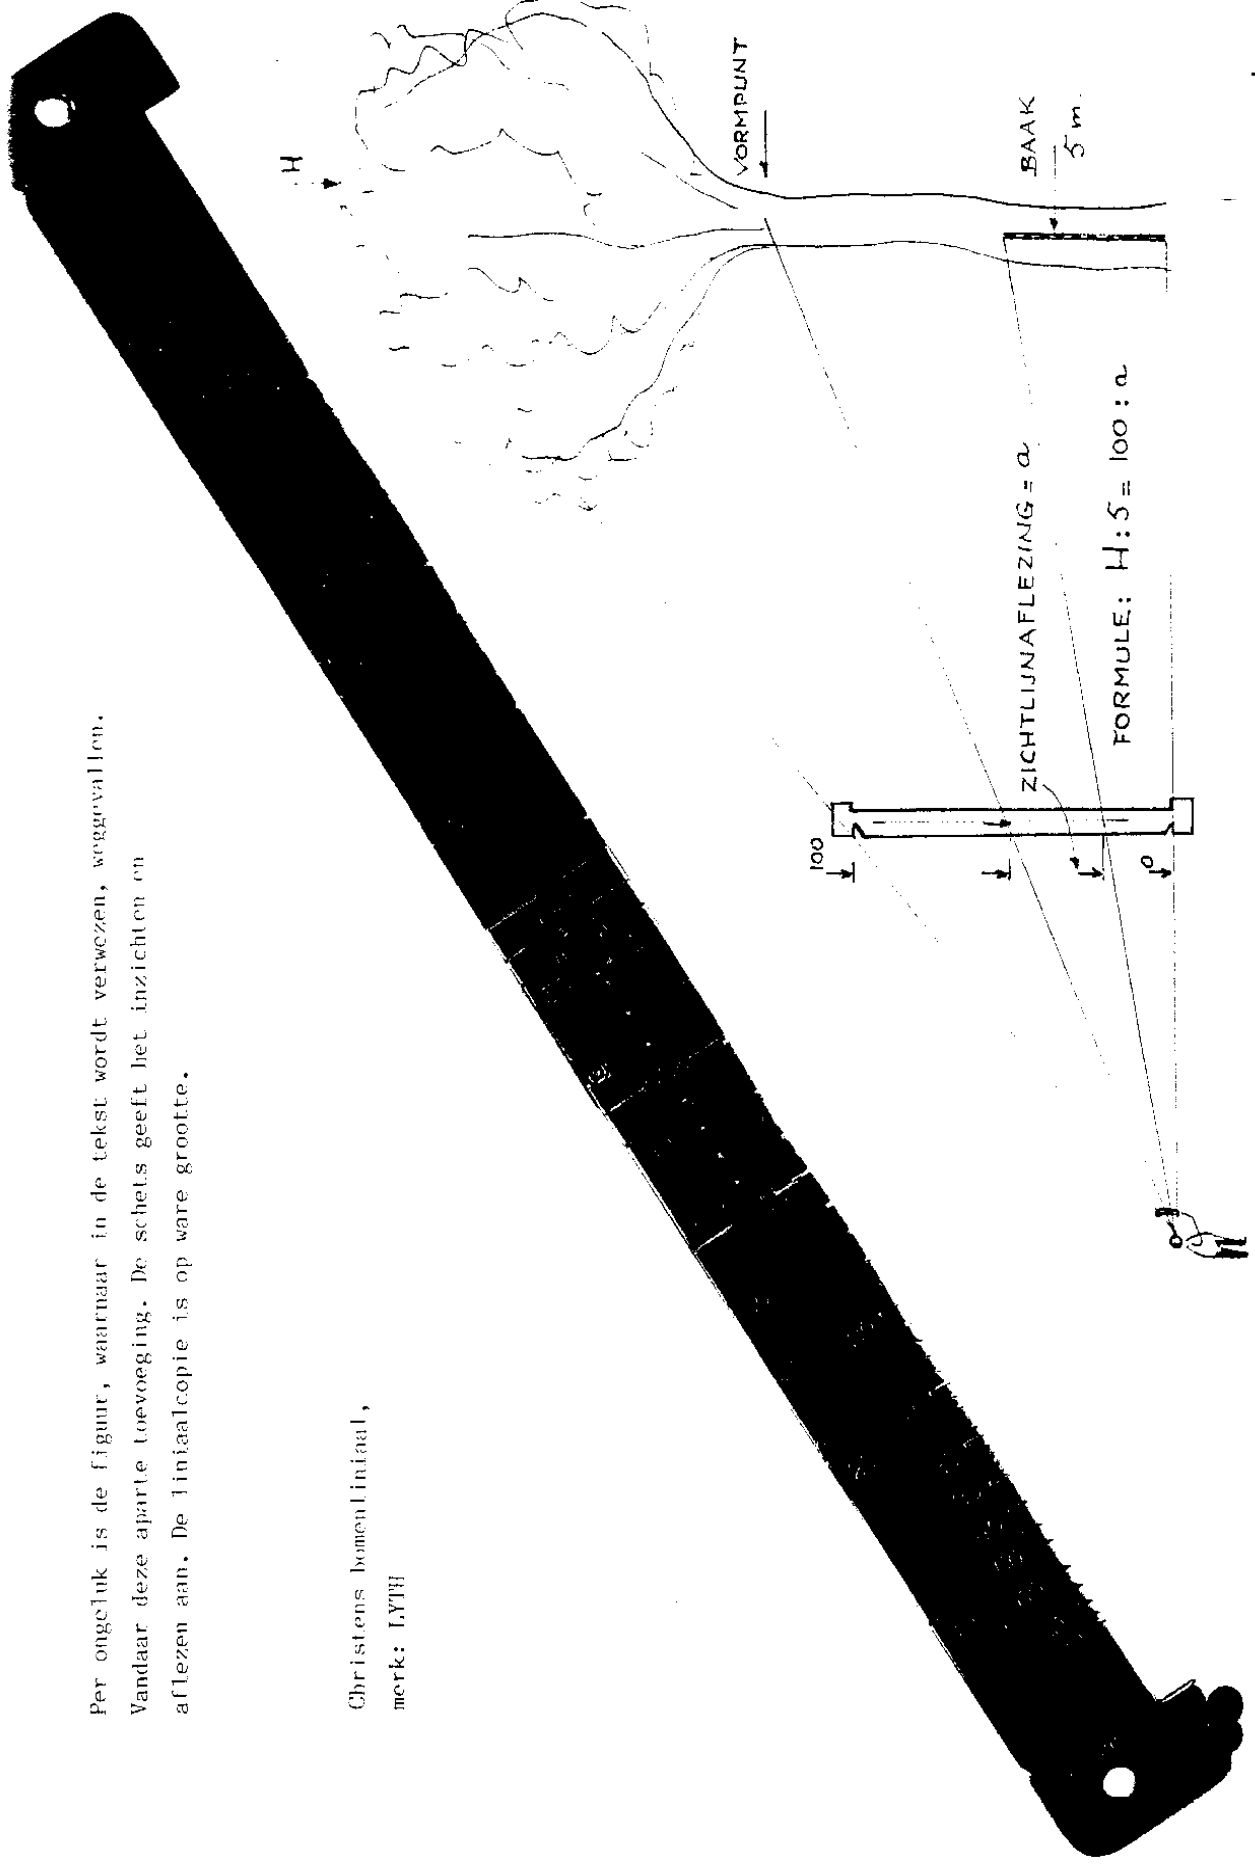 Per ongeluk is de figuur, waarnaar in de tekst wordt verwezen, weggevallen.
Vandaar deze aparte toevoeging. De schets geeft het inzichten en
aflezen aan. De liniaalcopie is op ware grootte.
Christens bomenliniaal,
merk: LYTH
H
VORMPUNT
BAAK
5 m.
100
ZICHTLIJNAFLEZING = a
0
FORMULE: H:5 = 100:a